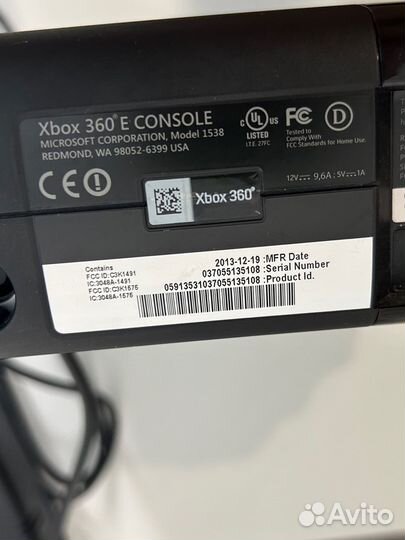 Xbox 360® E CONSOLE
MICROSOFT CORPORATION, Model 1538
REDMOND, WA 98052-6399 USA
c UL US
LISTED
I.T.E. 27FC
FC Tested To
Comply With
FCC Standards for Home Use.
D
12V 9,6A ; 5V 1A
CE
Xbox 360®
Contains
FCC ID: C3K1491
IC:3048A-1491
FCC ID: C3K1576
IC:3048A-1576
2013-12-19 :MFR Date
037055135108 :Serial Number
05913531037055135108 :Product Id.
Avito